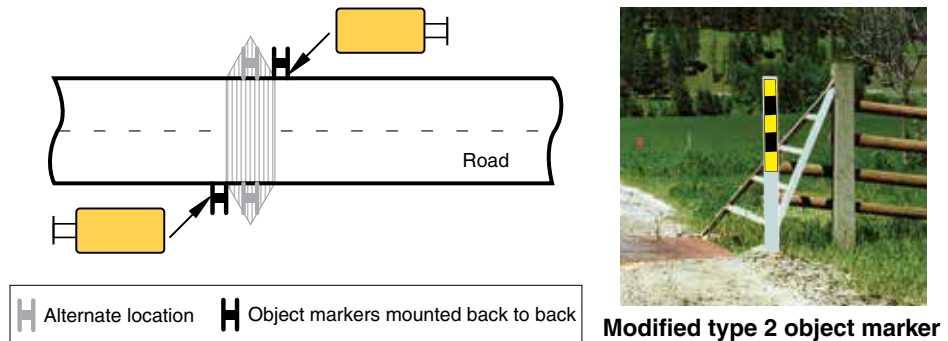 Road
Alternate location
Object markers mounted back to back
Modified type 2 object marker